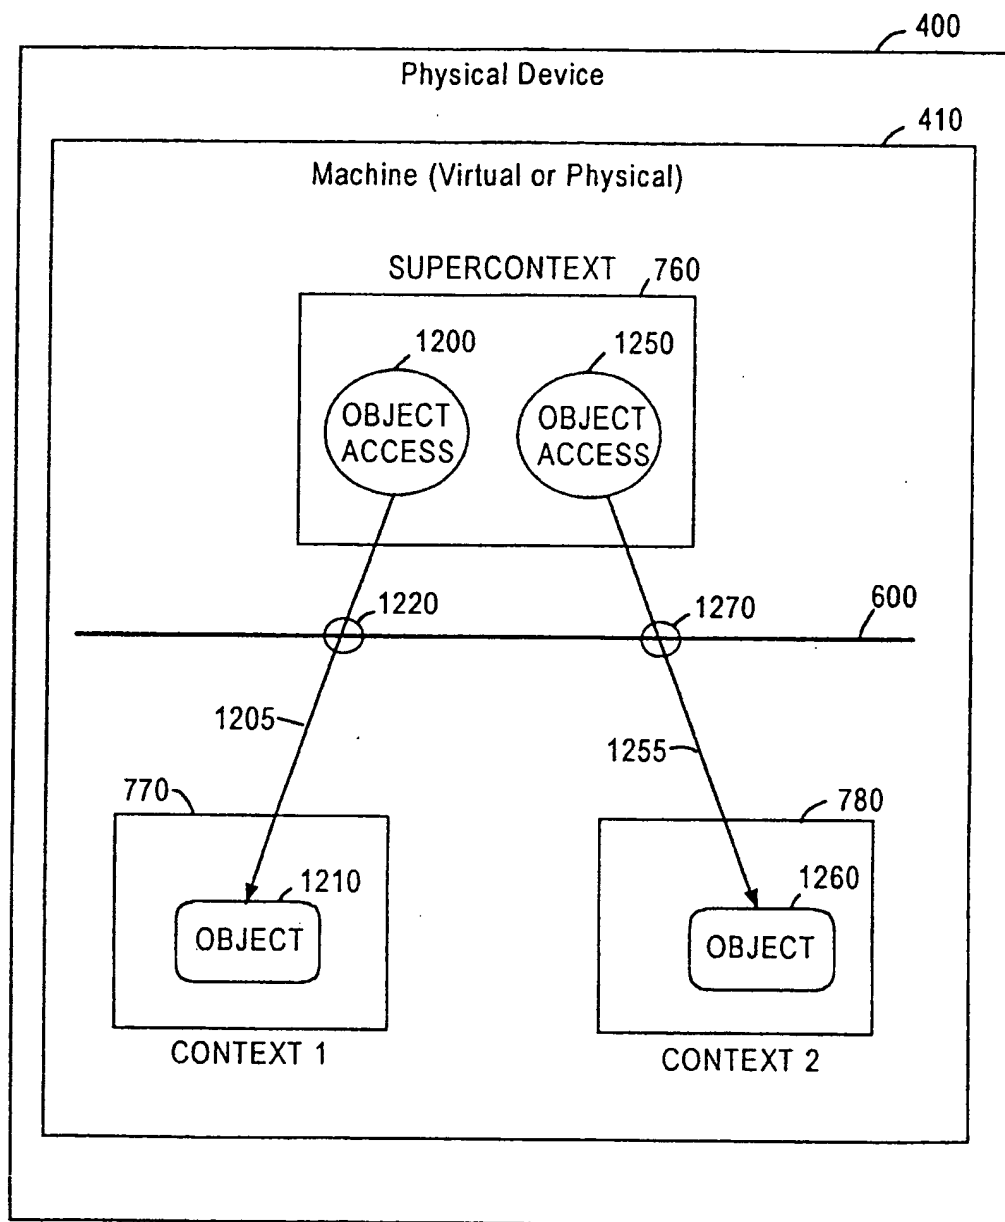 400
Physical Device
410
Machine (Virtual or Physical)
SUPERCONTEXT
760
1200
1250
OBJECT
ACCESS
OBJECT
ACCESS
1220
1270
600
1205
1255
770
780
1210
1260
OBJECT
OBJECT
CONTEXT 1
CONTEXT 2